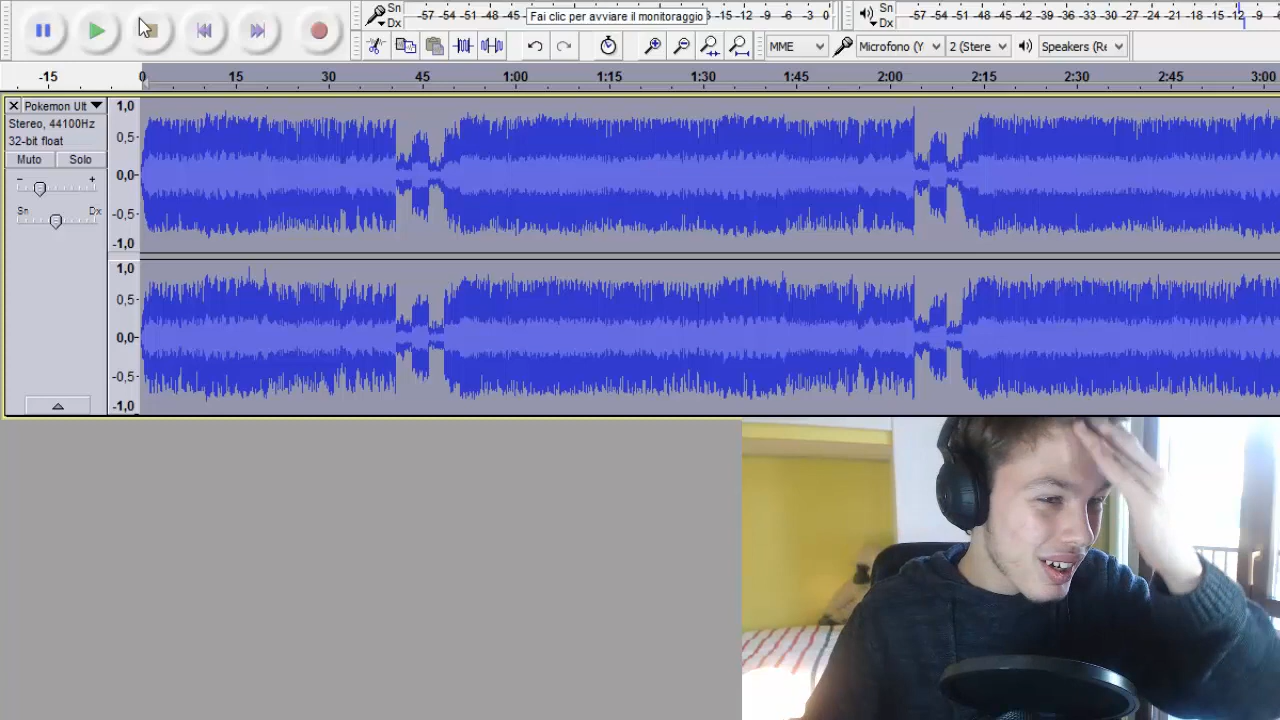 Sn
Dx
-57 -54 -51 -48 -45
Fai clic per avviare il monitoraggio
-15 -12 -9 -6 -3 0
Sn
Dx
-57 -54 -51 -48 -45 -42 -39 -36 -33 -30 -27 -24 -21 -18 -15 -12 -9 -6 -3 0
MME
Microfono (Y
2 (Stere
Speakers (Re
-15 0 15 30 45 1:00 1:15 1:30 1:45 2:00 2:15 2:30 2:45 3:00
Pokemon Ult
Stereo, 44100Hz
32-bit float
Mute Solo
- +
Sn Dx
1,0
0,5-
0,0-
-0,5-
-1,0
1,0
0,5-
0,0-
-0,5-
-1,0